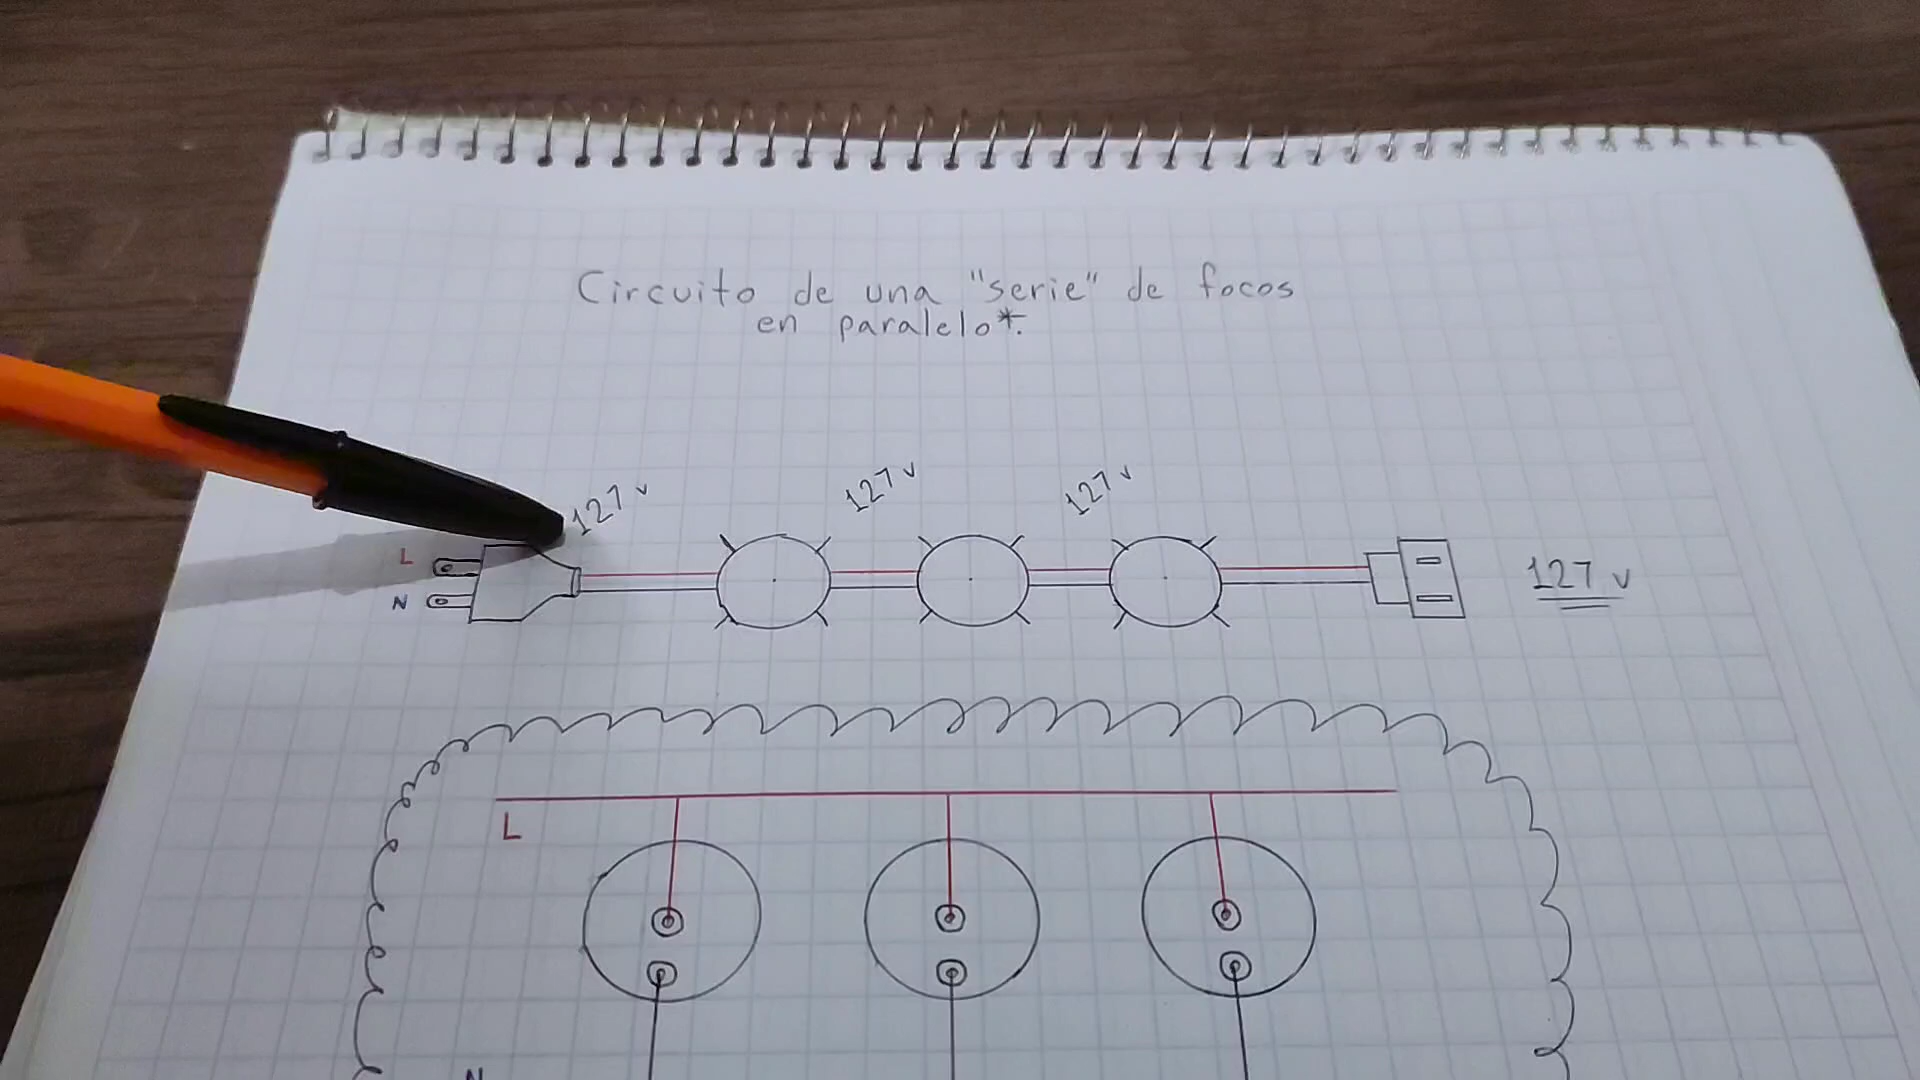 Circuito de una "serie" de focos
en paralelo*.
127 v
127 v
127 v
L
N
127 v
L
N